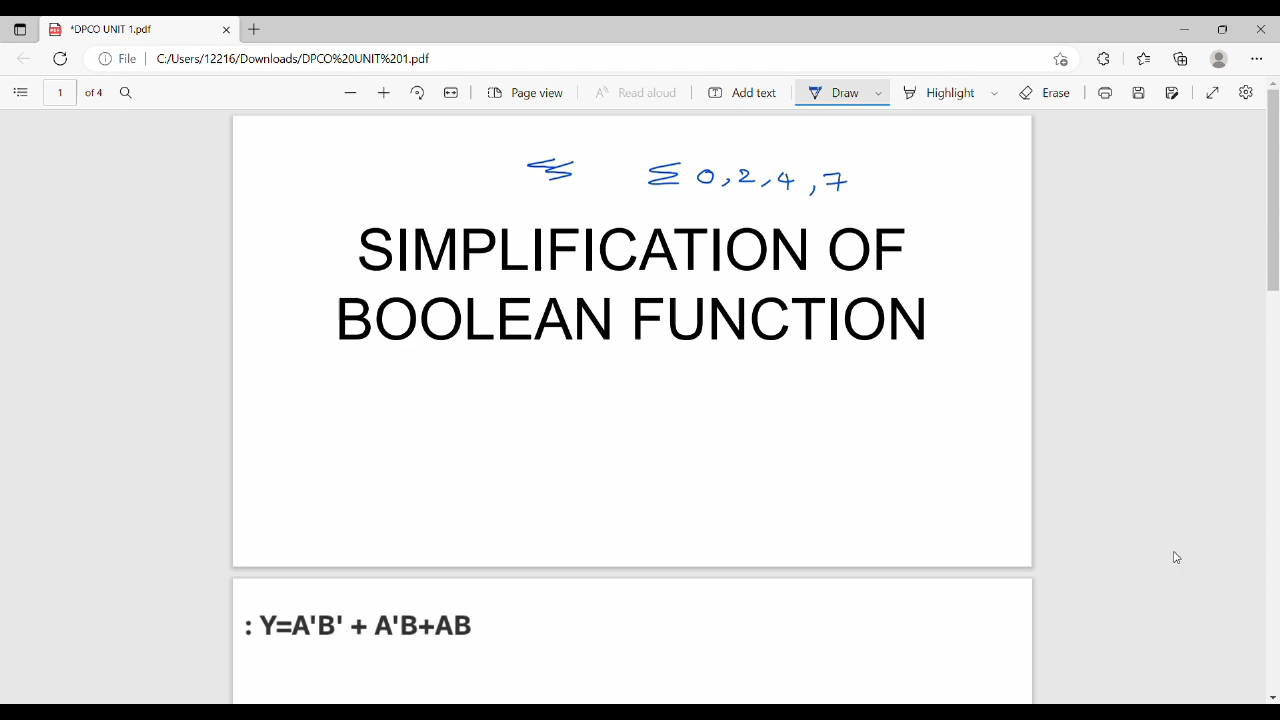 *DPCO UNIT 1.pdf
File C:/Users/12216/Downloads/DPCO%20UNIT%201.pdf
1 of 4 Page view Read aloud Add text Draw Highlight Erase
Σ 0,2,4,7
SIMPLIFICATION OF
BOOLEAN FUNCTION
: Y=A'B' + A'B+AB